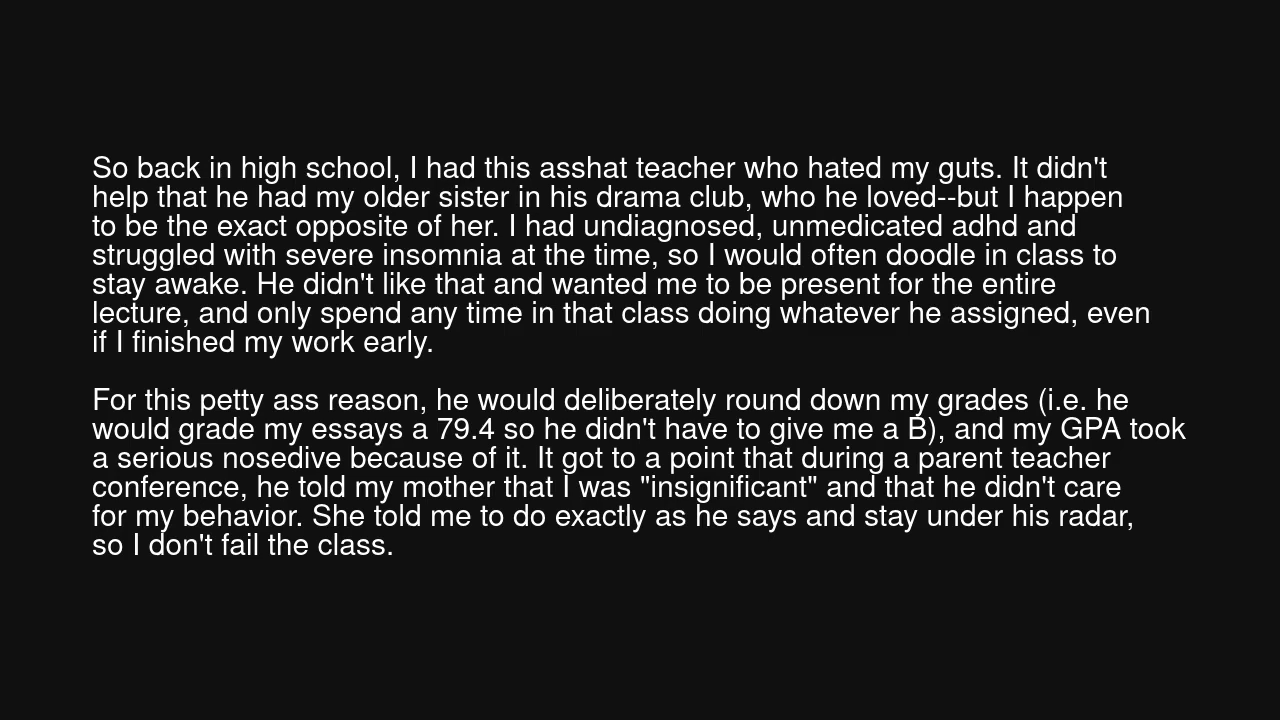 So back in high school, I had this asshat teacher who hated my guts. It didn't
help that he had my older sister in his drama club, who he loved--but I happen
to be the exact opposite of her. I had undiagnosed, unmedicated adhd and
struggled with severe insomnia at the time, so I would often doodle in class to
stay awake. He didn't like that and wanted me to be present for the entire
lecture, and only spend any time in that class doing whatever he assigned, even
if I finished my work early.

For this petty ass reason, he would deliberately round down my grades (i.e. he
would grade my essays a 79.4 so he didn't have to give me a B), and my GPA took
a serious nosedive because of it. It got to a point that during a parent teacher
conference, he told my mother that I was "insignificant" and that he didn't care
for my behavior. She told me to do exactly as he says and stay under his radar,
so I don't fail the class.